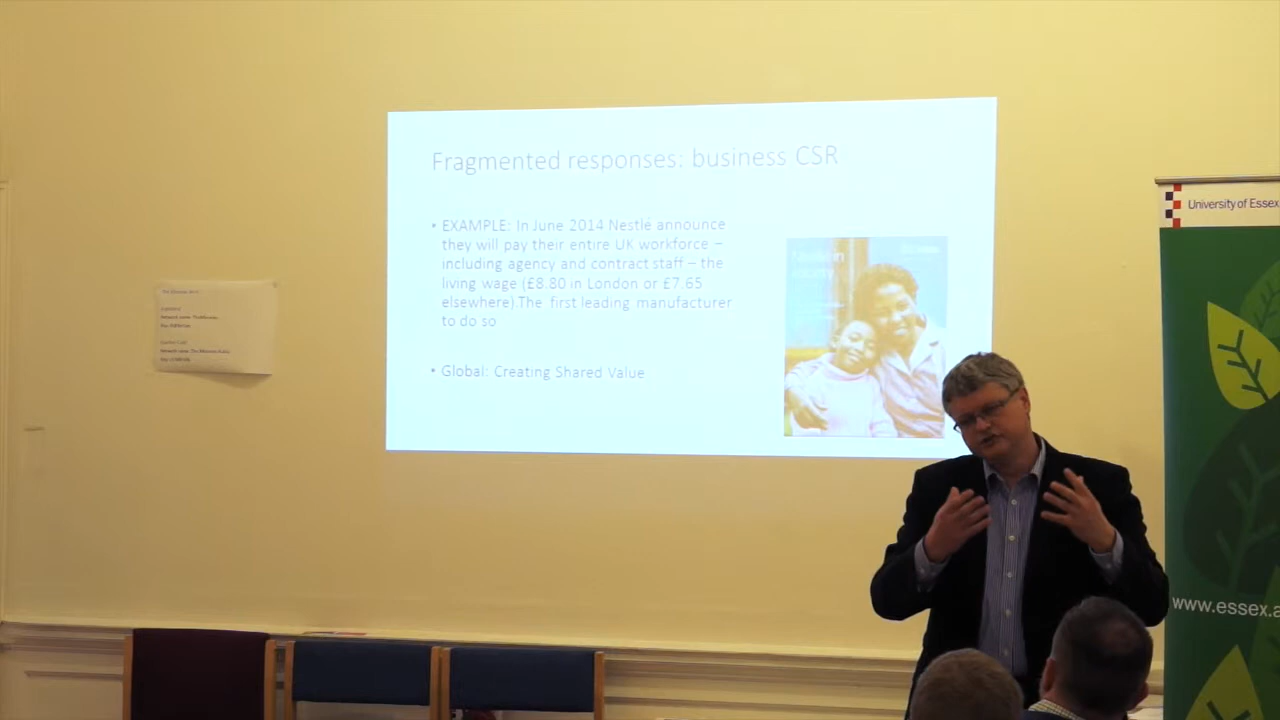 Fragmented responses: business CSR
• EXAMPLE: In June 2014 Nestlé announce
they will pay their entire UK workforce –
including agency and contract staff – the
living wage (£8.80 in London or £7.65
elsewhere).The first leading manufacturer
to do so
• Global: Creating Shared Value
University of Essex
www.essex.a